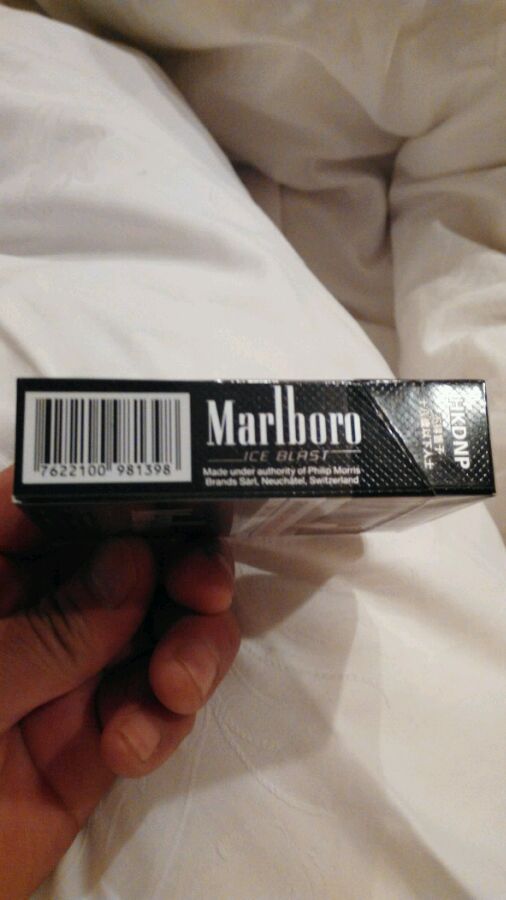 7622100 981398
Marlboro
ICE BLAST
Made under authority of Philip Morris
Brands Sàrl, Neuchâtel, Switzerland
HKDNP